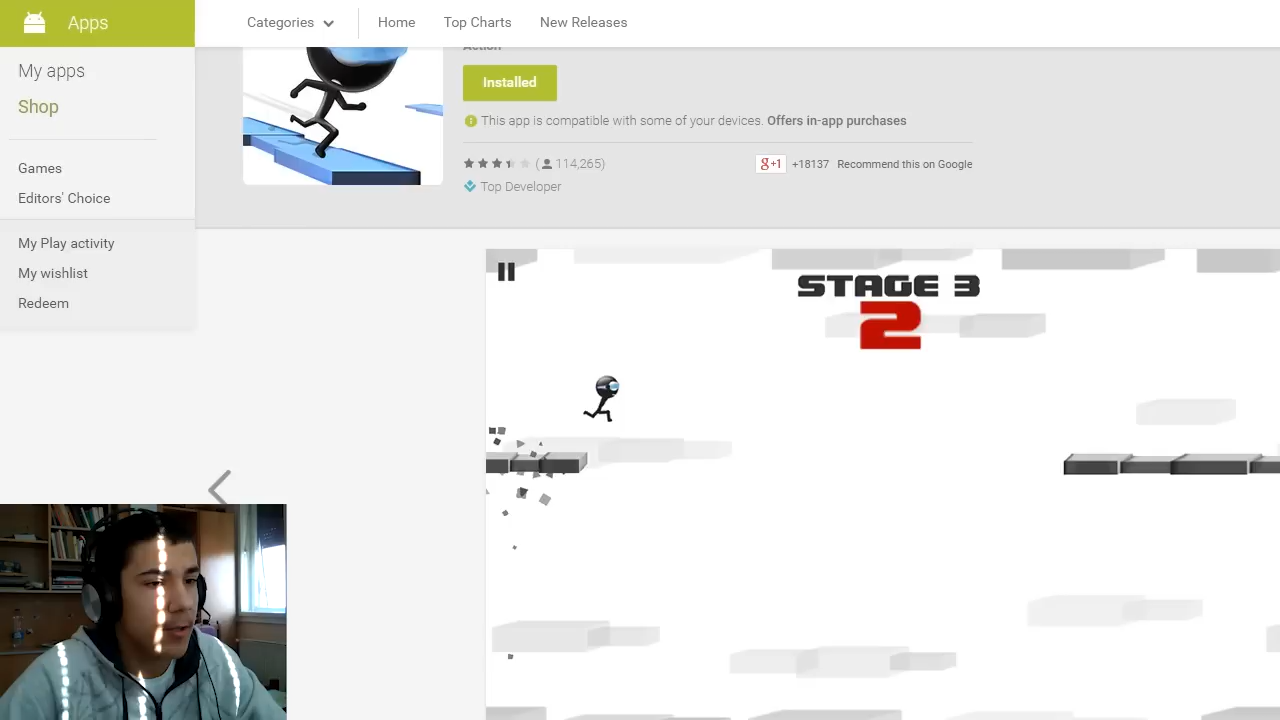 Apps
Categories
Home
Top Charts
New Releases
My apps
Shop
Games
Editors' Choice
My Play activity
My wishlist
Redeem
Action
Installed
This app is compatible with some of your devices. Offers in-app purchases
(114,265)
g+1 +18137 Recommend this on Google
Top Developer
STAGE 3
2